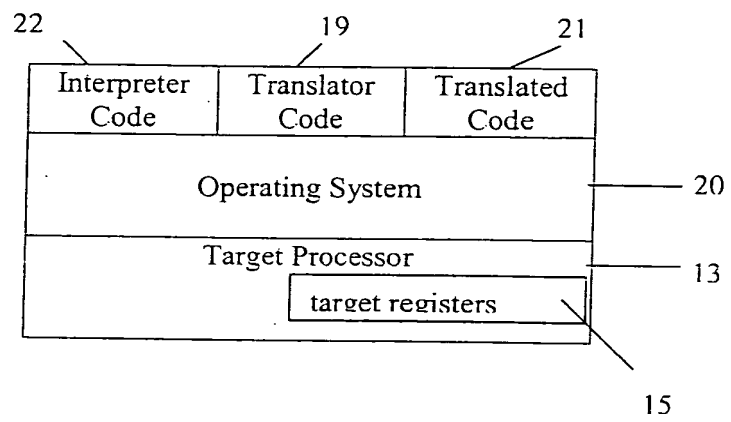 22 19 21
Interpreter Code
Translator Code
Translated Code
Operating System
20
Target Processor
13
target registers
15